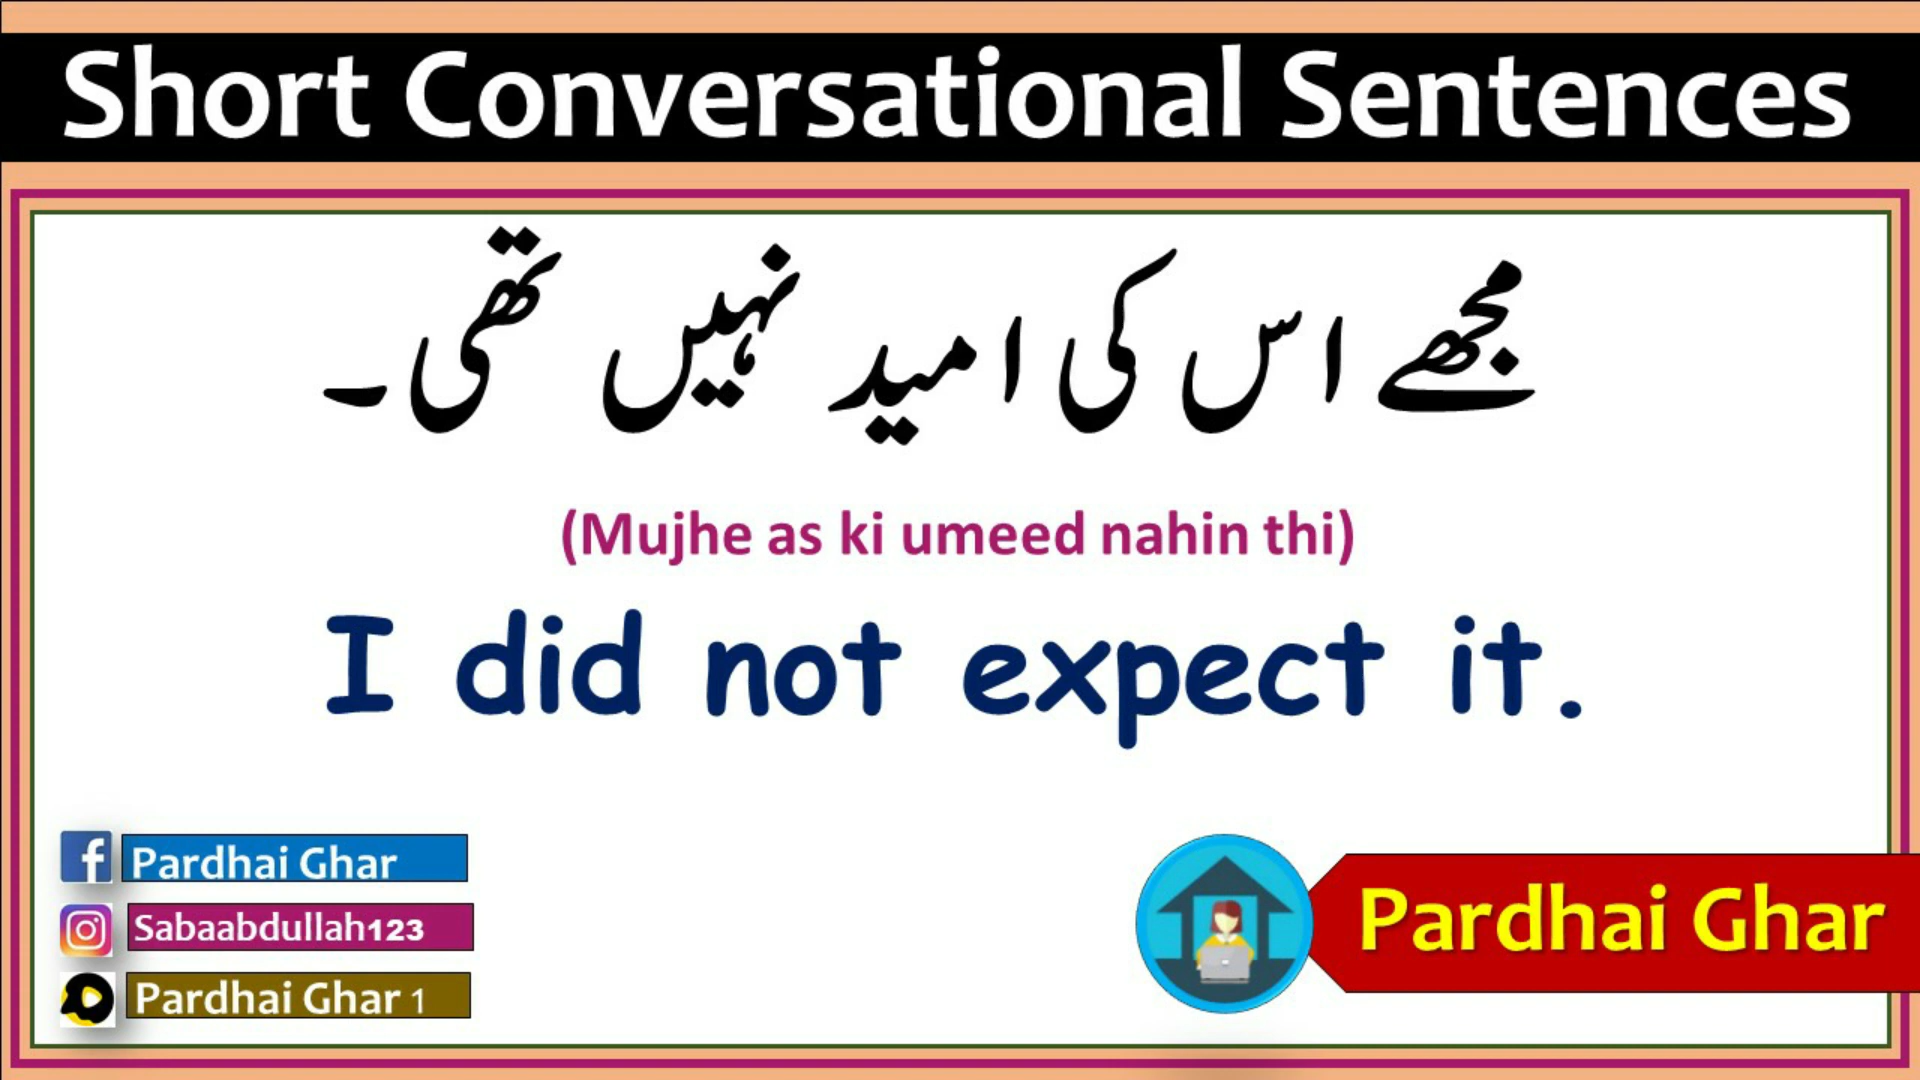 Short Conversational Sentences
مجھے اس کی امید نہیں تھی۔
(Mujhe as ki umeed nahin thi)
I did not expect it.
Pardhai Ghar
Sabaabdullah123
Pardhai Ghar 1
Pardhai Ghar